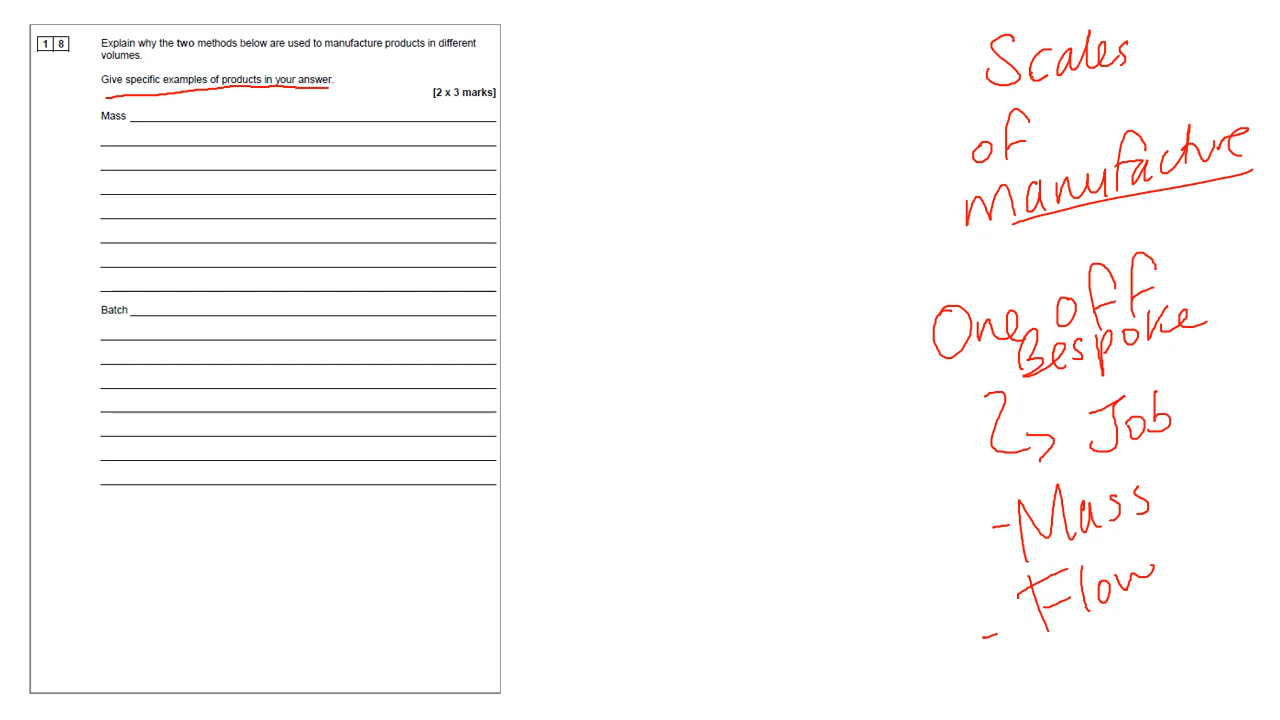 1 8
Explain why the two methods below are used to manufacture products in different
volumes.
Give specific examples of products in your answer.
[2 x 3 marks]
Mass
Batch
Scales
of
manufacture
One off
Bespoke
Job
- Mass
- Flow
-